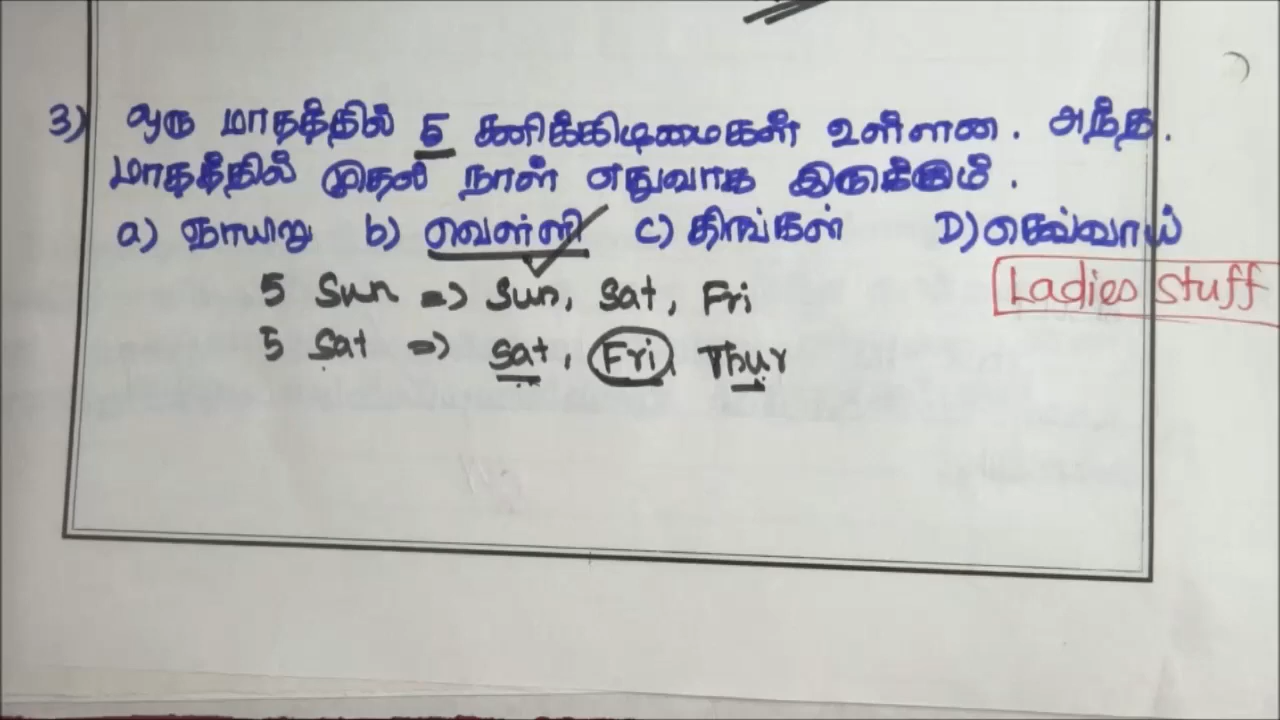 3) ஒரு மாதத்தில் 5 சனிக்கிழமைகள் உள்ளன. அந்த.
மாதத்தில் முதல் நாள் எதுவாக இருக்கும்.
a) ஞாயிறு b) வெள்ளி c) திங்கள் D) செவ்வாய்
5 Sun => Sun, Sat, Fri
Ladies Stuff
5 Sat => Sat, Fri, Thur